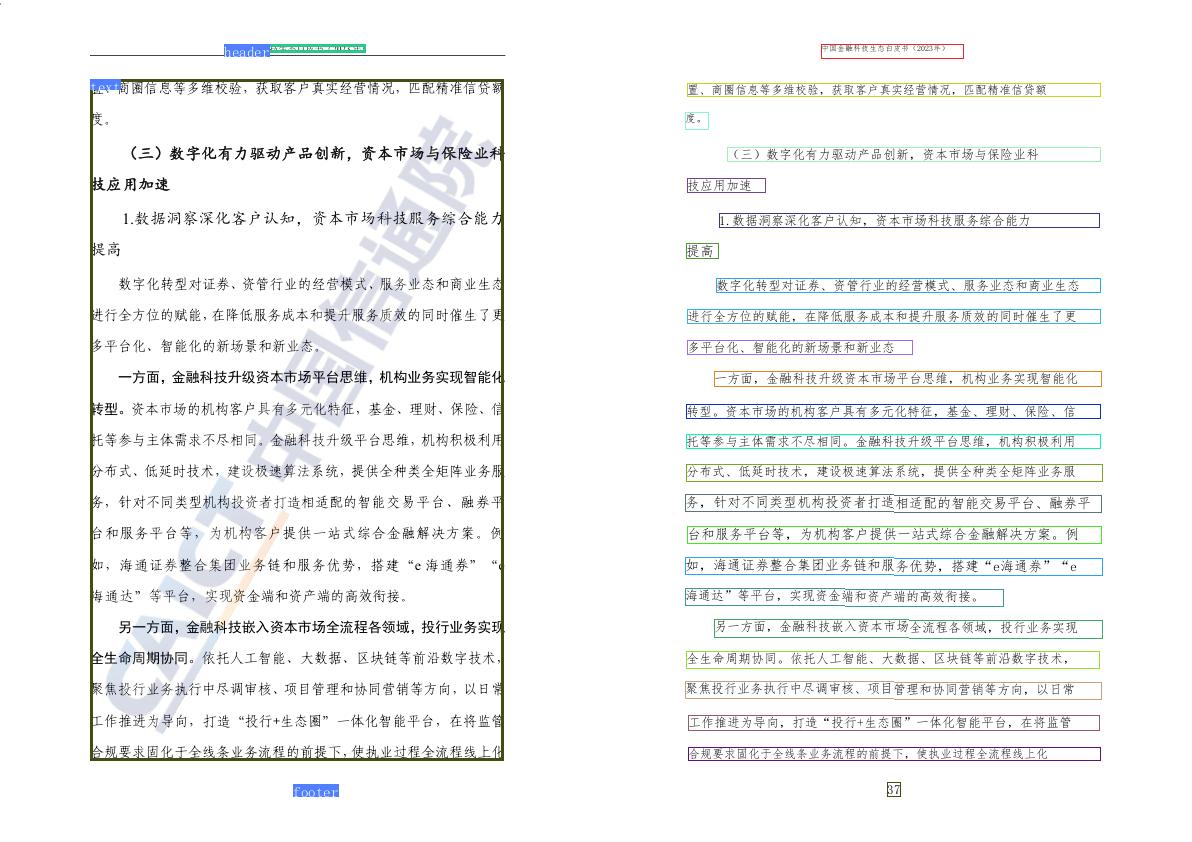 header
text
置、商圈信息等多维校验，获取客户真实经营情况，匹配精准信贷额
度。
（三）数字化有力驱动产品创新，资本市场与保险业科
技应用加速
1.数据洞察深化客户认知，资本市场科技服务综合能力
提高
数字化转型对证券、资管行业的经营模式、服务业态和商业生态
进行全方位的赋能，在降低服务成本和提升服务质效的同时催生了更
多平台化、智能化的新场景和新业态。
一方面，金融科技升级资本市场平台思维，机构业务实现智能化
转型。资本市场的机构客户具有多元化特征，基金、理财、保险、信
托等参与主体需求不尽相同。金融科技升级平台思维，机构积极利用
分布式、低延时技术，建设极速算法系统，提供全种类全矩阵业务服
务，针对不同类型机构投资者打造相适配的智能交易平台、融券平
台和服务平台等，为机构客户提供一站式综合金融解决方案。例
如，海通证券整合集团业务链和服务优势，搭建“e 海通券”“e
海通达”等平台，实现资金端和资产端的高效衔接。
另一方面，金融科技嵌入资本市场全流程各领域，投行业务实现
全生命周期协同。依托人工智能、大数据、区块链等前沿数字技术，
聚焦投行业务执行中尽调审核、项目管理和协同营销等方向，以日常
工作推进为导向，打造“投行+生态圈”一体化智能平台，在将监管
合规要求固化于全线条业务流程的前提下，使执业过程全流程线上化
footer
CAICT 中国信通院
中国金融科技生态白皮书（2023年）
置、商圈信息等多维校验，获取客户真实经营情况，匹配精准信贷额
度。
（三）数字化有力驱动产品创新，资本市场与保险业科
技应用加速
1.数据洞察深化客户认知，资本市场科技服务综合能力
提高
数字化转型对证券、资管行业的经营模式、服务业态和商业生态
进行全方位的赋能，在降低服务成本和提升服务质效的同时催生了更
多平台化、智能化的新场景和新业态
一方面，金融科技升级资本市场平台思维，机构业务实现智能化
转型。资本市场的机构客户具有多元化特征，基金、理财、保险、信
托等参与主体需求不尽相同。金融科技升级平台思维，机构积极利用
分布式、低延时技术，建设极速算法系统，提供全种类全矩阵业务服
务，针对不同类型机构投资者打造相适配的智能交易平台、融券平
台和服务平台等，为机构客户提供一站式综合金融解决方案。例
如，海通证券整合集团业务链和服务优势，搭建“e海通券”“e
海通达”等平台，实现资金端和资产端的高效衔接。
另一方面，金融科技嵌入资本市场全流程各领域，投行业务实现
全生命周期协同。依托人工智能、大数据、区块链等前沿数字技术，
聚焦投行业务执行中尽调审核、项目管理和协同营销等方向，以日常
工作推进为导向，打造“投行+生态圈”一体化智能平台，在将监管
合规要求固化于全线条业务流程的前提下，使执业过程全流程线上化
37